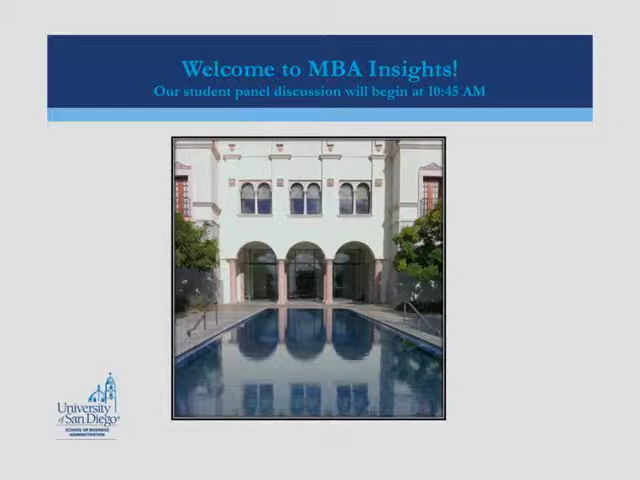 Welcome to MBA Insights!
Our student panel discussion will begin at 10:45 AM
University
of San Diego
SCHOOL OF BUSINESS
ADMINISTRATION